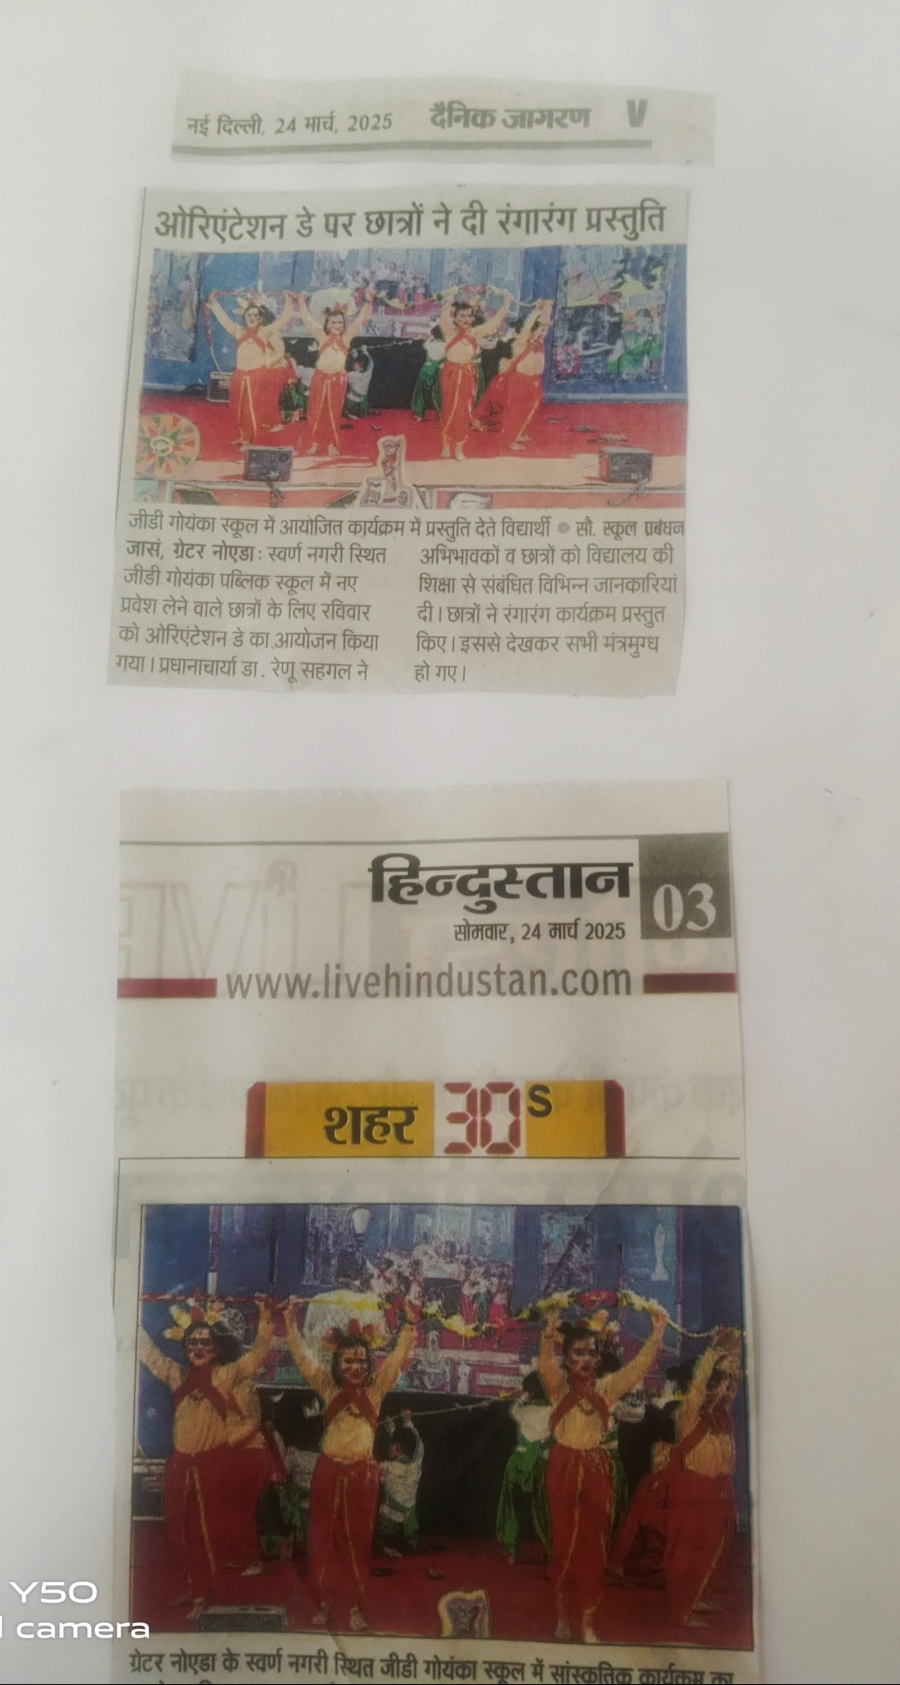 नई दिल्ली, 24 मार्च, 2025 दैनिक जागरण V
ओरिएंटेशन डे पर छात्रों ने दी रंगारंग प्रस्तुति
जीडी गोयंका स्कूल में आयोजित कार्यक्रम में प्रस्तुति देते विद्यार्थी ● सौ. स्कूल प्रबंधन
जासं, ग्रेटर नोएडा: स्वर्ण नगरी स्थित
जीडी गोयंका पब्लिक स्कूल में नए
प्रवेश लेने वाले छात्रों के लिए रविवार
को ओरिएंटेशन डे का आयोजन किया
गया। प्रधानाचार्या डा. रेणू सहगल ने
अभिभावकों व छात्रों को विद्यालय की
शिक्षा से संबंधित विभिन्न जानकारियां
दी। छात्रों ने रंगारंग कार्यक्रम प्रस्तुत
किए। इससे देखकर सभी मंत्रमुग्ध
हो गए।
हिन्दुस्तान 03
सोमवार, 24 मार्च 2025
www.livehindustan.com
शहर 30S
ग्रेटर नोएडा के स्वर्ण नगरी स्थित जीडी गोयंका स्कूल में सांस्कृतिक कार्यक्रम का
Y50
camera